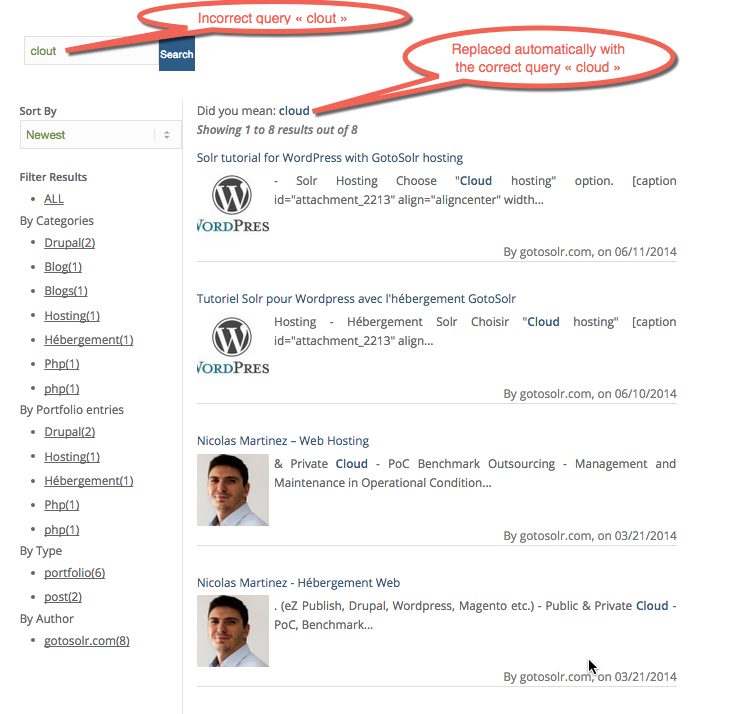 Incorrect query « clout »
clout
Search
Replaced automatically with
the correct query « cloud »
Sort By
Newest
Filter Results
ALL
By Categories
Drupal(2)
Blog(1)
Blogs(1)
Hosting(1)
Hébergement(1)
Php(1)
php(1)
By Portfolio entries
Drupal(2)
Hosting(1)
Hébergement(1)
Php(1)
php(1)
By Type
portfolio(6)
post(2)
By Author
gotosolr.com(8)
Did you mean: cloud
Showing 1 to 8 results out of 8
Solr tutorial for WordPress with GotoSolr hosting
WORDPRES
- Solr Hosting Choose "Cloud hosting" option. [caption
id="attachment_2213" align="aligncenter" width...
By gotosolr.com, on 06/11/2014
Tutoriel Solr pour Wordpress avec l'hébergement GotoSolr
WORDPRES
Hosting - Hébergement Solr Choisir "Cloud hosting" [caption
id="attachment_2213" align...
By gotosolr.com, on 06/10/2014
Nicolas Martinez – Web Hosting
& Private Cloud - PoC Benchmark Outsourcing - Management and
Maintenance in Operational Condition...
By gotosolr.com, on 03/21/2014
Nicolas Martinez - Hébergement Web
. (eZ Publish, Drupal, Wordpress, Magento etc.) - Public & Private Cloud -
PoC, Benchmark...
By gotosolr.com, on 03/21/2014